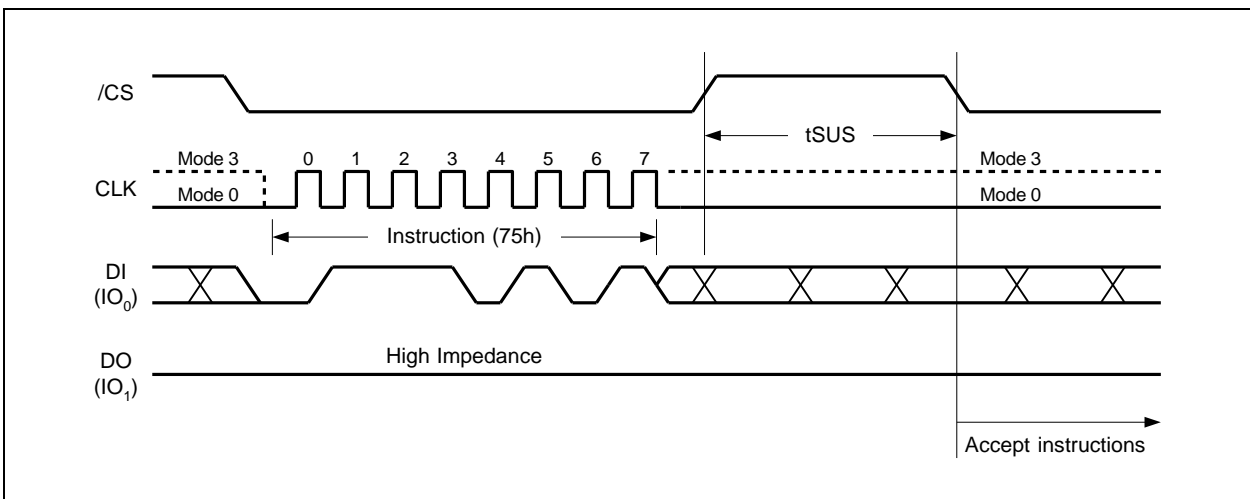 /CS
tSUS
Mode 3 0 1 2 3 4 5 6 7 Mode 3
CLK
Mode 0 Mode 0
Instruction (75h)
DI
(IO0)
High Impedance
DO
(IO1)
Accept instructions